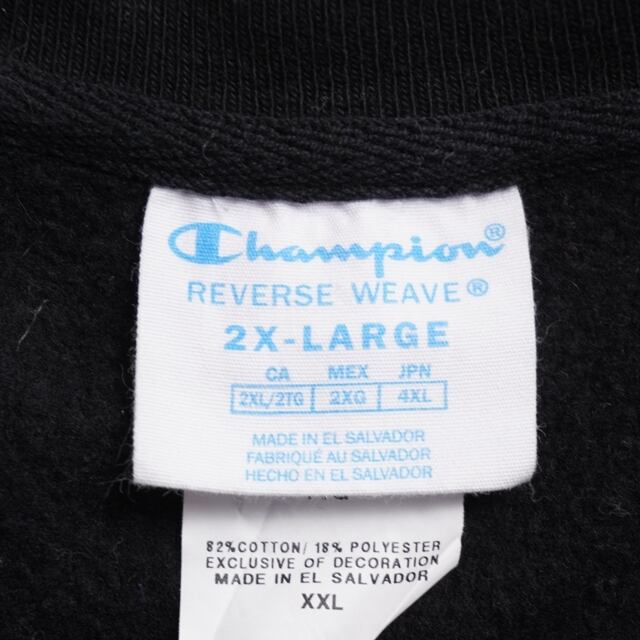 Champion®
REVERSE WEAVE®
2X-LARGE
CA MEX JPN
2XL/2TG 2XG 4XL
MADE IN EL SALVADOR
FABRIQUÉ AU SALVADOR
HECHO EN EL SALVADOR
82%COTTON/ 18% POLYESTER
EXCLUSIVE OF DECORATION
MADE IN EL SALVADOR
XXL